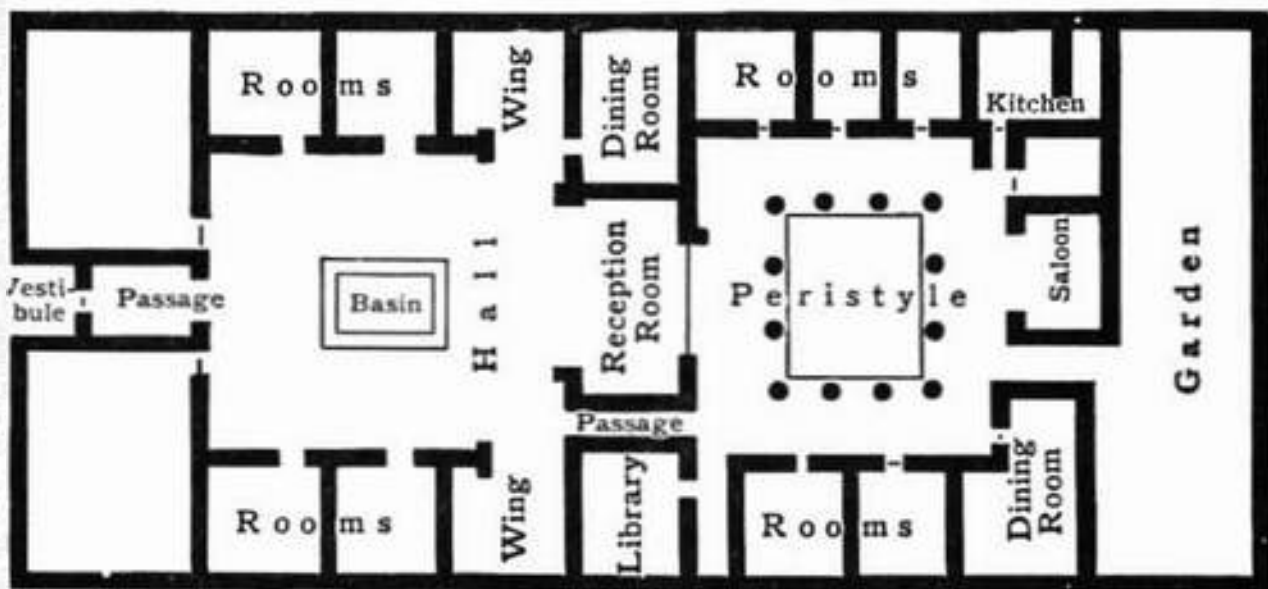 Rooms
Wing
Dining
Room
Rooms
Kitchen
Vesti-
bule
Passage
Basin
Hall
Reception
Room
Peristyle
Saloon
Garden
Passage
Rooms
Wing
Library
Rooms
Dining
Room